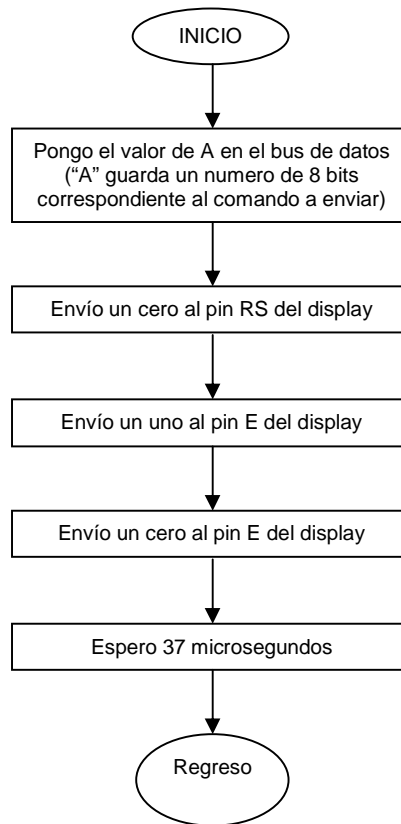 INICIO
Pongo el valor de A en el bus de datos
(“A” guarda un numero de 8 bits
correspondiente al comando a enviar)
Envío un cero al pin RS del display
Envío un uno al pin E del display
Envío un cero al pin E del display
Espero 37 microsegundos
Regreso